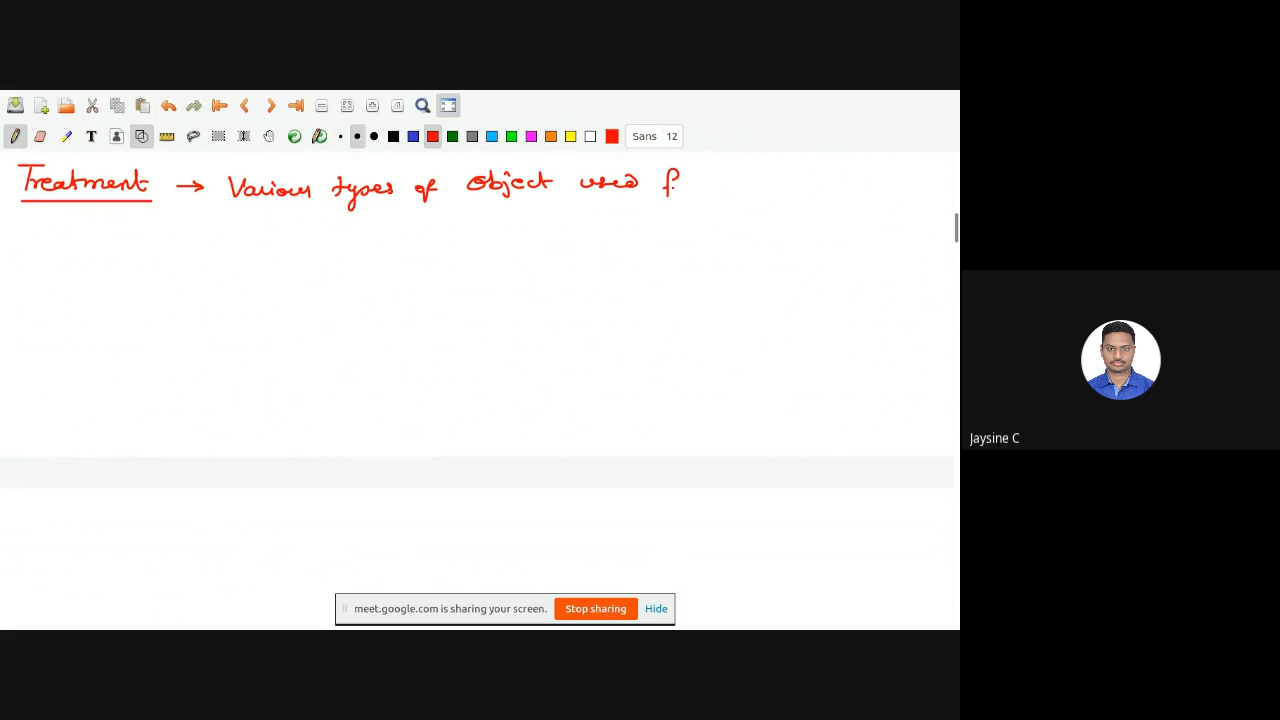 T
Sans 12
Treatment → Various types of object used f
meet.google.com is sharing your screen. Stop sharing Hide
Jaysine C